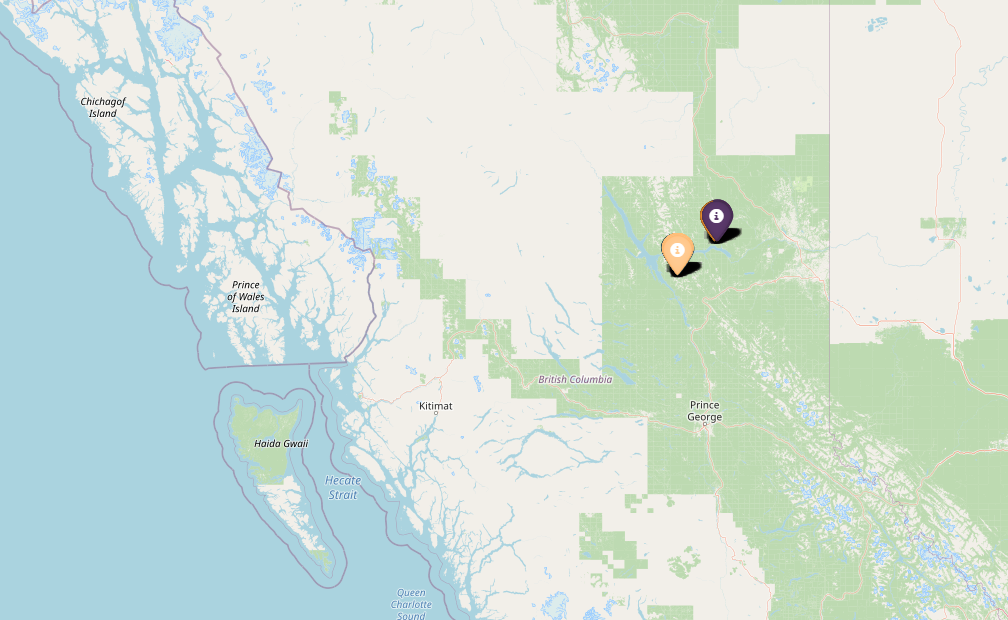 Chichagof
Island
Prince
of Wales
Island
British Columbia
Kitimat
Prince
George
Haida Gwaii
Hecate
Strait
Queen
Charlotte
Sound